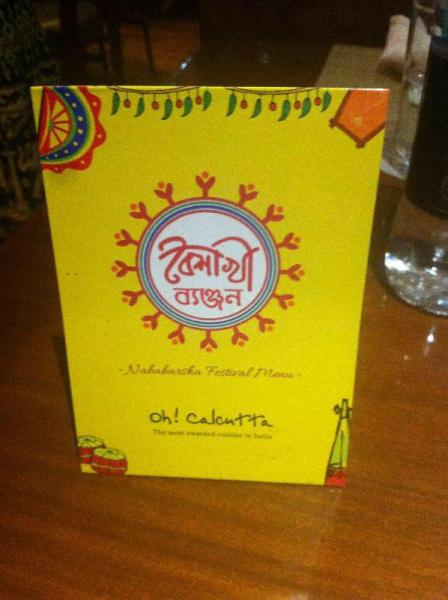 বৈশাখী
ব্যঞ্জন
-Nababarsha Festival Menu-
Oh! Calcutta
The most awarded cuisine in India